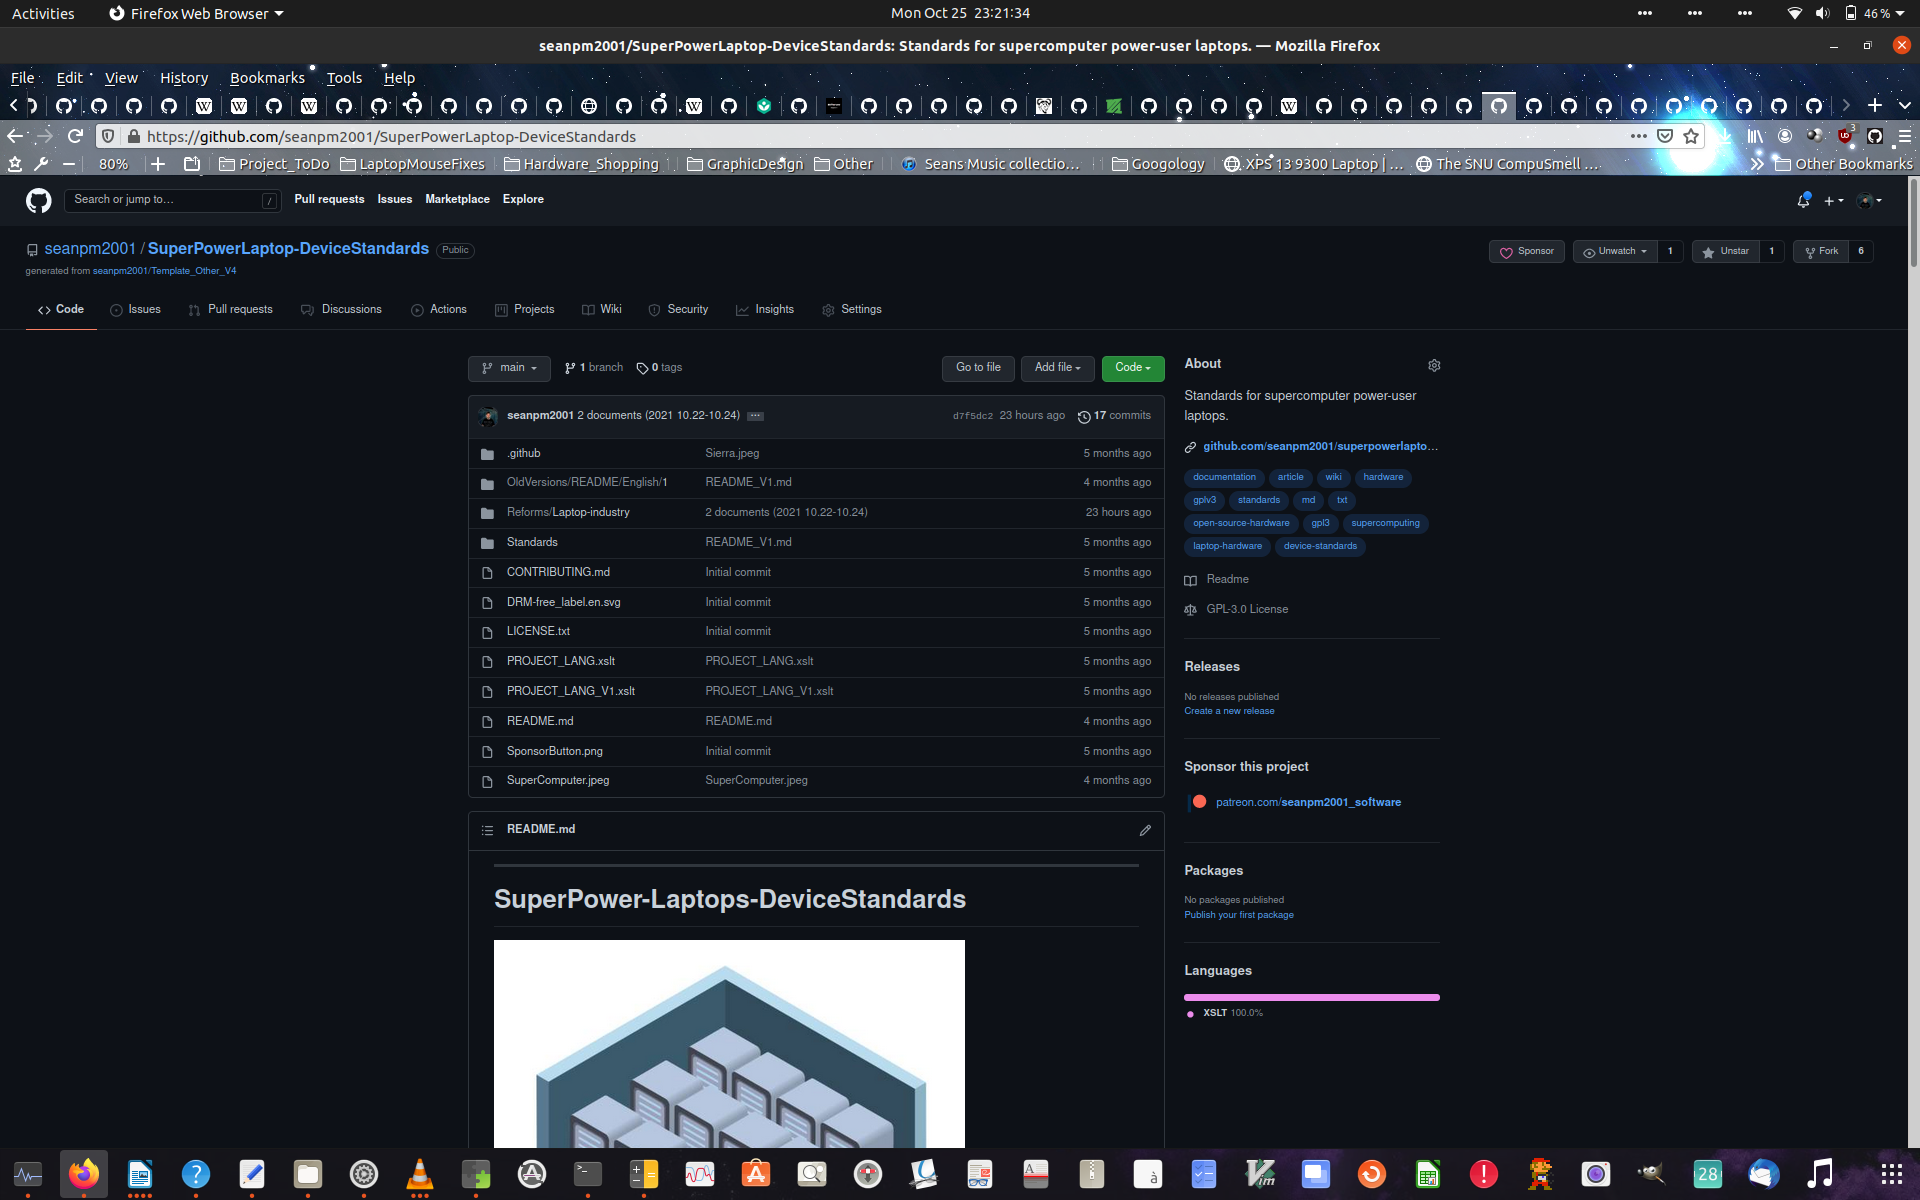 Activities Firefox Web Browser Mon Oct 25 23:21:34 46 %
seanpm2001/SuperPowerLaptop-DeviceStandards: Standards for supercomputer power-user laptops. — Mozilla Firefox
File Edit View History Bookmarks Tools Help
https://github.com/seanpm2001/SuperPowerLaptop-DeviceStandards 3
80% Project_ToDo LaptopMouseFixes Hardware_Shopping GraphicDesign Other Seans Music collectio… Googology XPS 13 9300 Laptop | … The SNU CompuSmell … Other Bookmarks
Search or jump to… / Pull requests Issues Marketplace Explore
seanpm2001 / SuperPowerLaptop-DeviceStandards Public Sponsor Unwatch 1 Unstar 1 Fork 6
generated from seanpm2001/Template_Other_V4
Code Issues Pull requests Discussions Actions Projects Wiki Security Insights Settings
main 1 branch 0 tags Go to file Add file Code
seanpm2001 2 documents (2021 10.22-10.24) ··· d7f5dc2 23 hours ago 17 commits
.github Sierra.jpeg 5 months ago
OldVersions/README/English/1 README_V1.md 4 months ago
Reforms/Laptop-industry 2 documents (2021 10.22-10.24) 23 hours ago
Standards README_V1.md 5 months ago
CONTRIBUTING.md Initial commit 5 months ago
DRM-free_label.en.svg Initial commit 5 months ago
LICENSE.txt Initial commit 5 months ago
PROJECT_LANG.xslt PROJECT_LANG.xslt 5 months ago
PROJECT_LANG_V1.xslt PROJECT_LANG_V1.xslt 5 months ago
README.md README.md 4 months ago
SponsorButton.png Initial commit 5 months ago
SuperComputer.jpeg SuperComputer.jpeg 4 months ago
README.md
SuperPower-Laptops-DeviceStandards
About
Standards for supercomputer power-user
laptops.
github.com/seanpm2001/superpowerlapto…
documentation article wiki hardware
gplv3 standards md txt
open-source-hardware gpl3 supercomputing
laptop-hardware device-standards
Readme
GPL-3.0 License
Releases
No releases published
Create a new release
Sponsor this project
patreon.com/seanpm2001_software
Packages
No packages published
Publish your first package
Languages
XSLT 100.0%
28